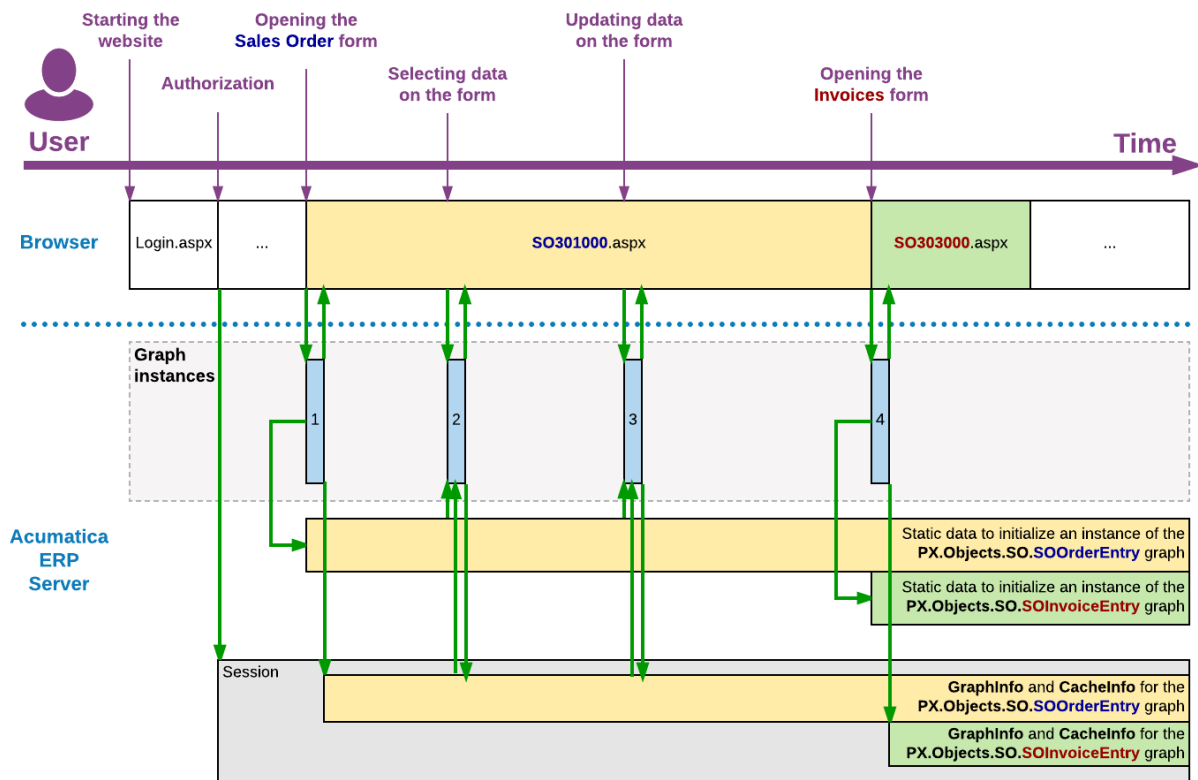 Starting the
website
Opening the
Sales Order form
Updating data
on the form
Authorization
Selecting data
on the form
Opening the
Invoices form
User
Time
Browser
Login.aspx
...
SO301000.aspx
SO303000.aspx
...
Graph
instances
1
2
3
4
Acumatica
ERP
Server
Static data to initialize an instance of the
PX.Objects.SO.SOOrderEntry graph
Static data to initialize an instance of the
PX.Objects.SO.SOInvoiceEntry graph
Session
GraphInfo and CacheInfo for the
PX.Objects.SO.SOOrderEntry graph
GraphInfo and CacheInfo for the
PX.Objects.SO.SOInvoiceEntry graph